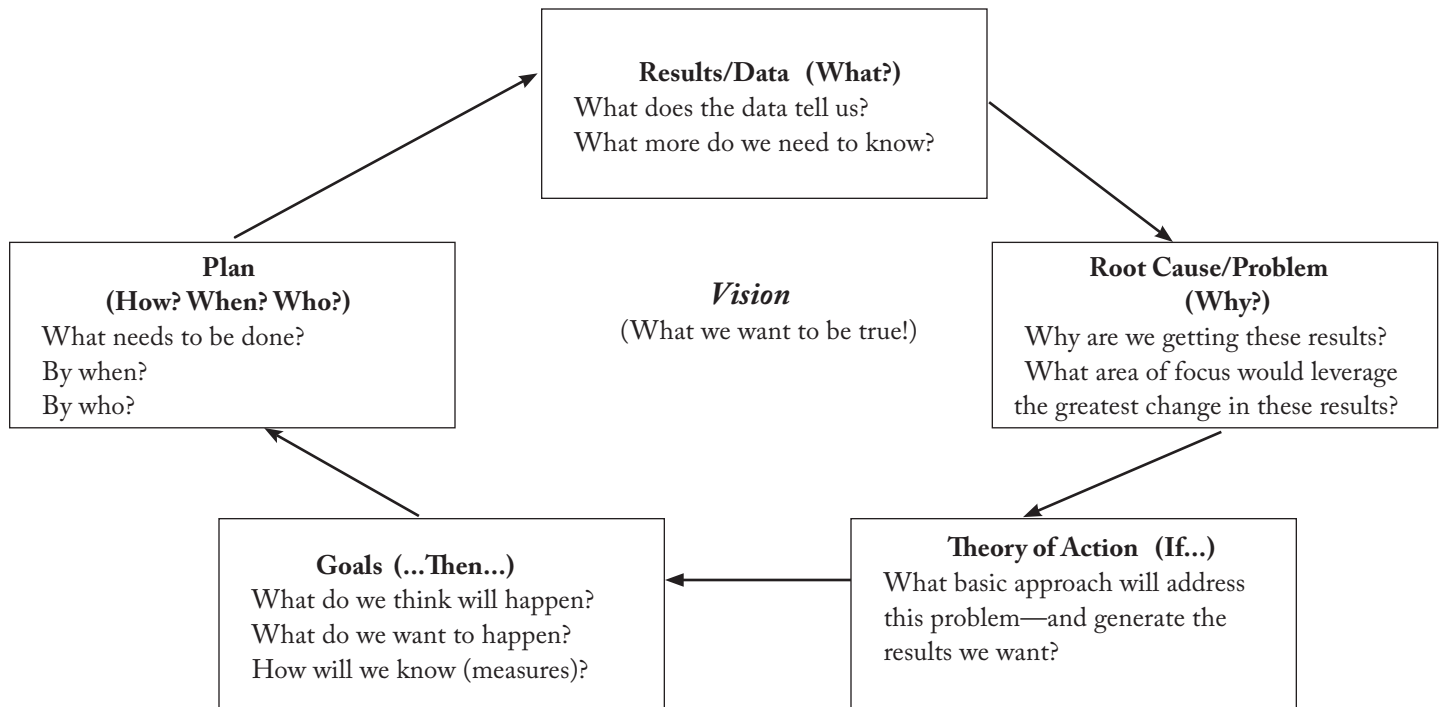 Results/Data (What?)
What does the data tell us?
What more do we need to know?
Plan
(How? When? Who?)
What needs to be done?
By when?
By who?
Vision
(What we want to be true!)
Root Cause/Problem
(Why?)
Why are we getting these results?
What area of focus would leverage
the greatest change in these results?
Goals (...Then...)
What do we think will happen?
What do we want to happen?
How will we know (measures)?
Theory of Action (If...)
What basic approach will address
this problem—and generate the
results we want?